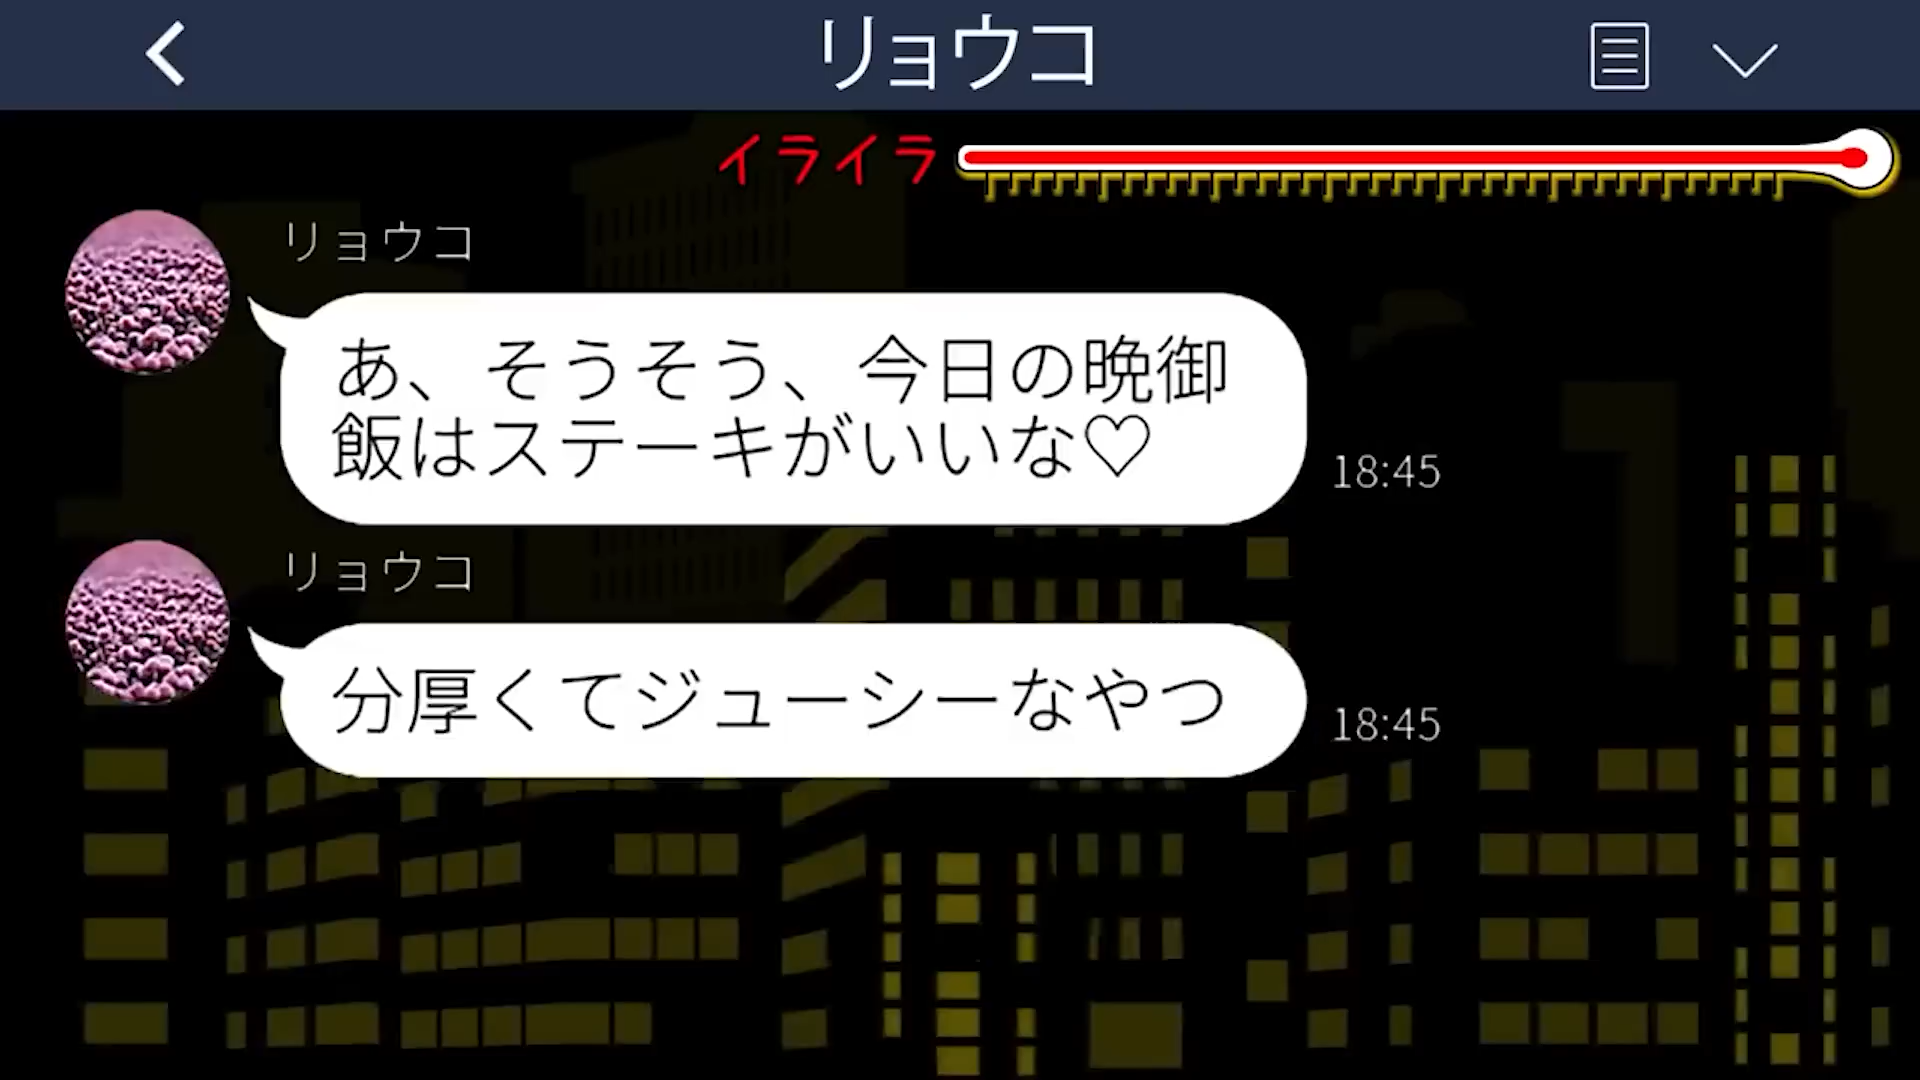 リョウコ
イライラ
リョウコ
あ、そうそう、今日の晩御
飯はステーキがいいな♡
18:45
リョウコ
分厚くてジューシーなやつ
18:45